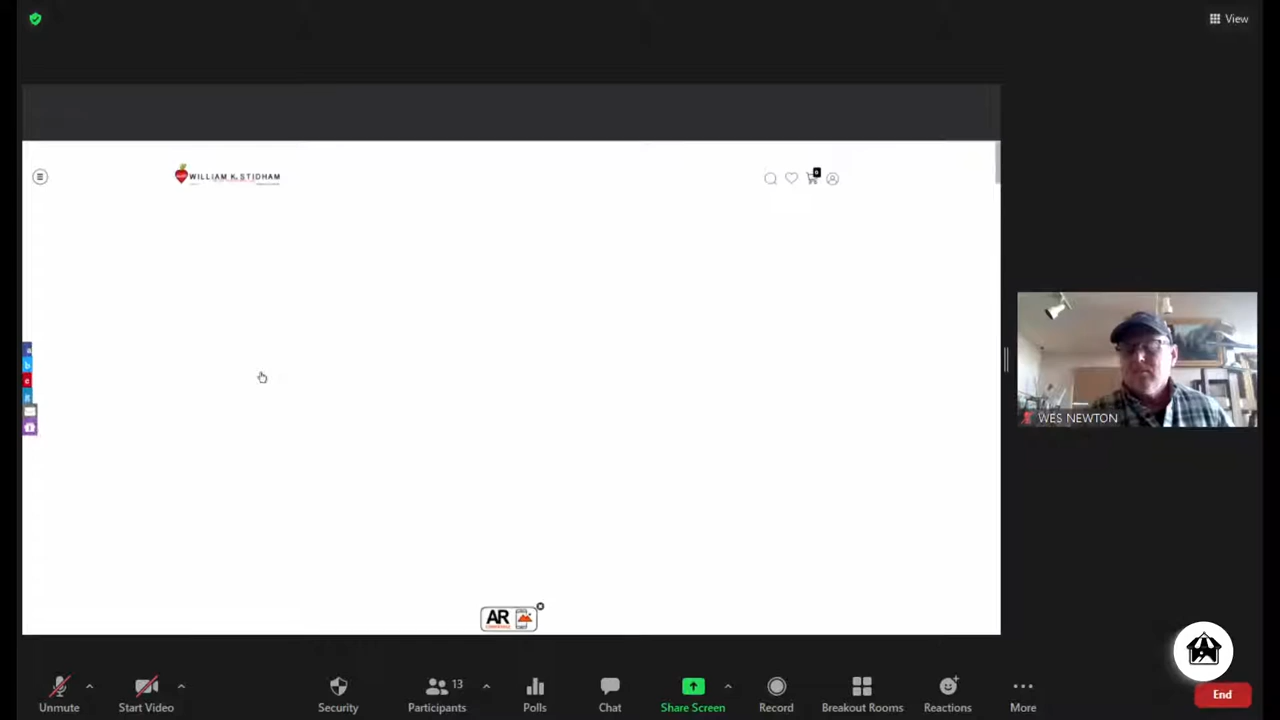 View
WILLIAM K. STIDHAM
0
a
b
c
g
AR
WES NEWTON
Unmute
Start Video
Security
13
Participants
Polls
Chat
Share Screen
Record
Breakout Rooms
Reactions
More
End